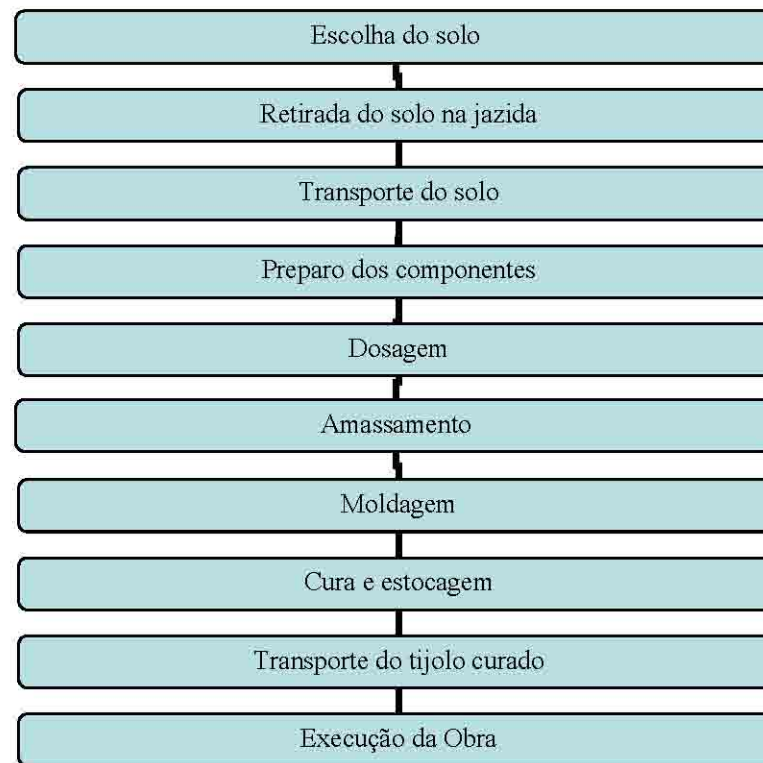 Escolha do solo
Retirada do solo na jazida
Transporte do solo
Preparo dos componentes
Dosagem
Amassamento
Moldagem
Cura e estocagem
Transporte do tijolo curado
Execução da Obra